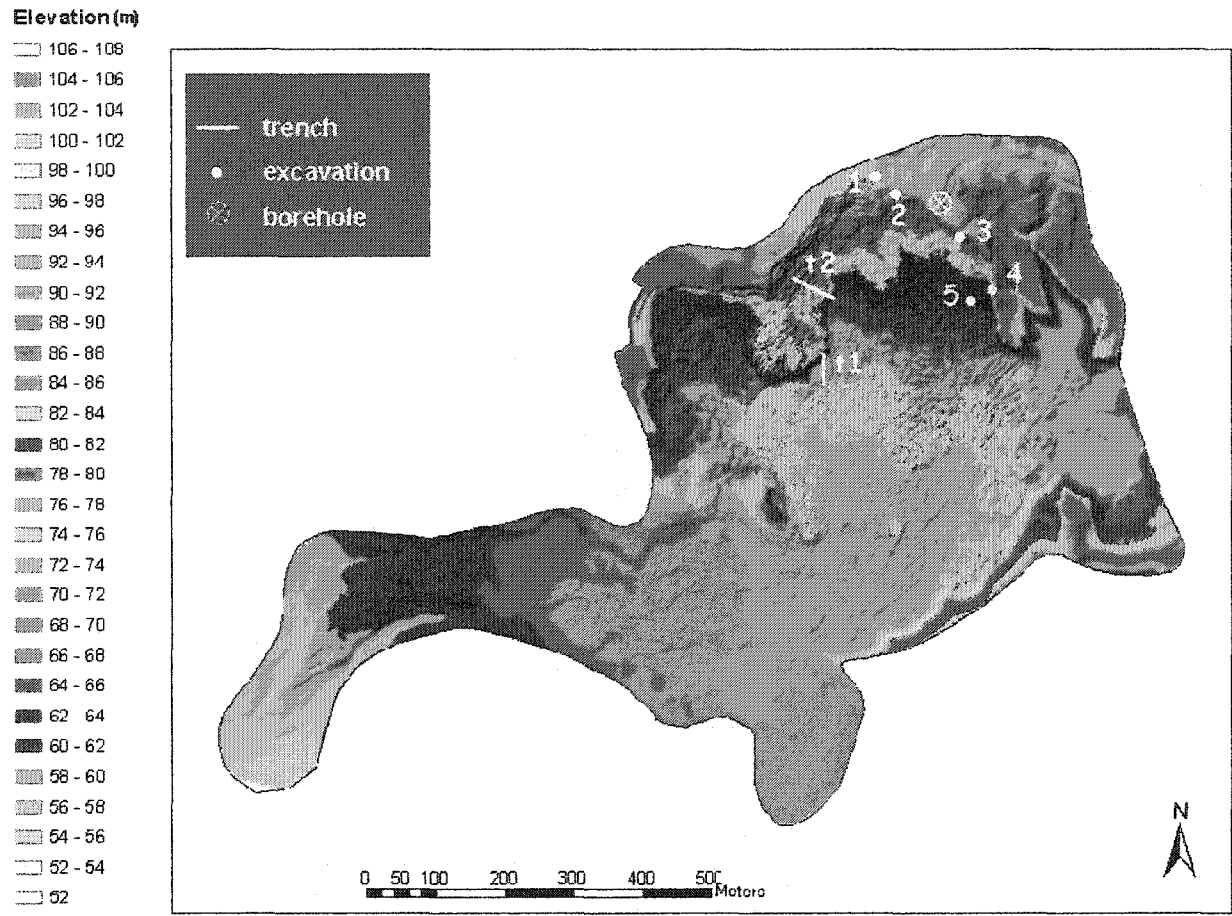 Elevation (m)
106 - 108
104 - 106
102 - 104
100 - 102
98 - 100
96 - 98
94 - 96
92 - 94
90 - 92
88 - 90
86 - 88
84 - 86
82 - 84
80 - 82
78 - 80
76 - 78
74 - 76
72 - 74
70 - 72
68 - 70
66 - 68
64 - 66
62 - 64
60 - 62
58 - 60
56 - 58
54 - 56
52 - 54
52
trench
excavation
borehole
1
2
3
t2
4
5
t1
N
0 50 100 200 300 400 500
Meters